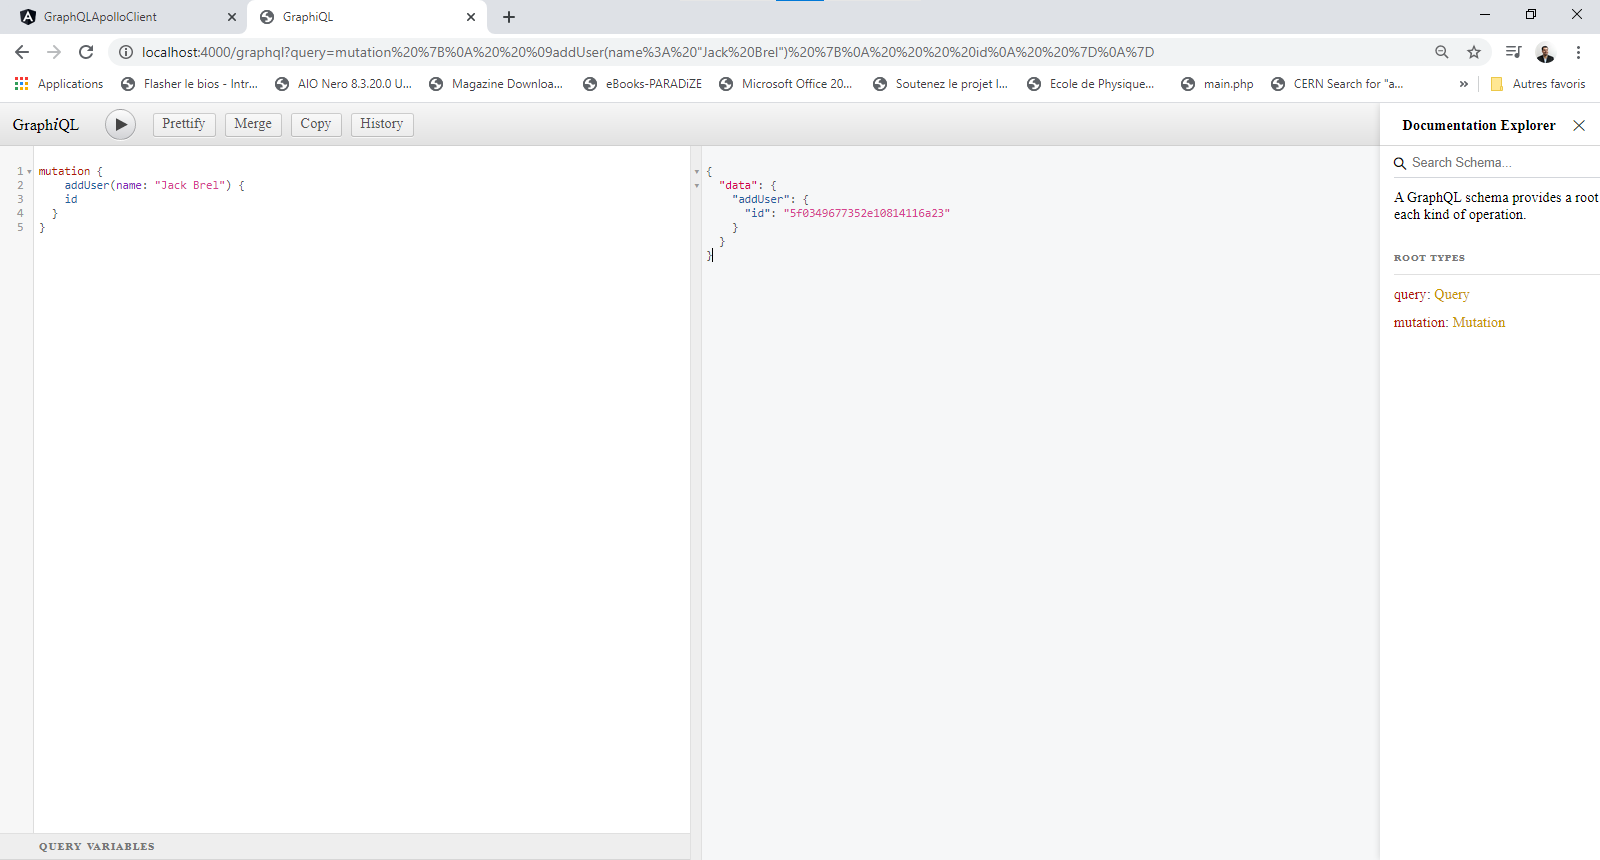 GraphQLApolloClient
GraphiQL
localhost:4000/graphql?query=mutation%20%7B%0A%20%20%09addUser(name%3A%20"Jack%20Brel")%20%7B%0A%20%20%20%20id%0A%20%20%7D%0A%7D
Applications
Flasher le bios - Intr...
AIO Nero 8.3.20.0 U...
Magazine Downloa...
eBooks-PARADiZE
Microsoft Office 20...
Soutenez le projet I...
Ecole de Physique...
main.php
CERN Search for "a...
»
Autres favoris
GraphiQL
Prettify
Merge
Copy
History
1 mutation {
2 addUser(name: "Jack Brel") {
3 id
4 }
5 }
QUERY VARIABLES
{
"data": {
"addUser": {
"id": "5f0349677352e10814116a23"
}
}
}
Documentation Explorer
Search Schema...
A GraphQL schema provides a root
each kind of operation.
ROOT TYPES
query: Query
mutation: Mutation